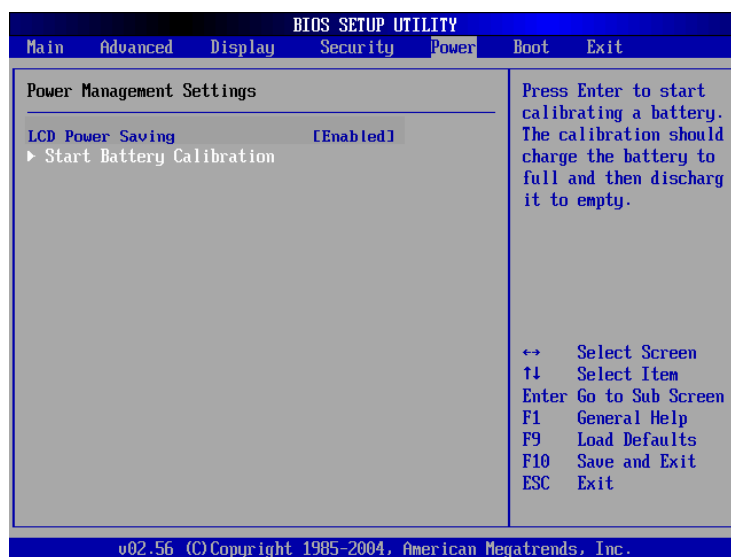 BIOS SETUP UTILITY
Main Advanced Display Security Power Boot Exit
Power Management Settings
LCD Power Saving [Enabled]
▶ Start Battery Calibration
Press Enter to start
calibrating a battery.
The calibration should
charge the battery to
full and then discharg
it to empty.
↔ Select Screen
↑↓ Select Item
Enter Go to Sub Screen
F1 General Help
F9 Load Defaults
F10 Save and Exit
ESC Exit
v02.56 (C)Copyright 1985-2004, American Megatrends, Inc.